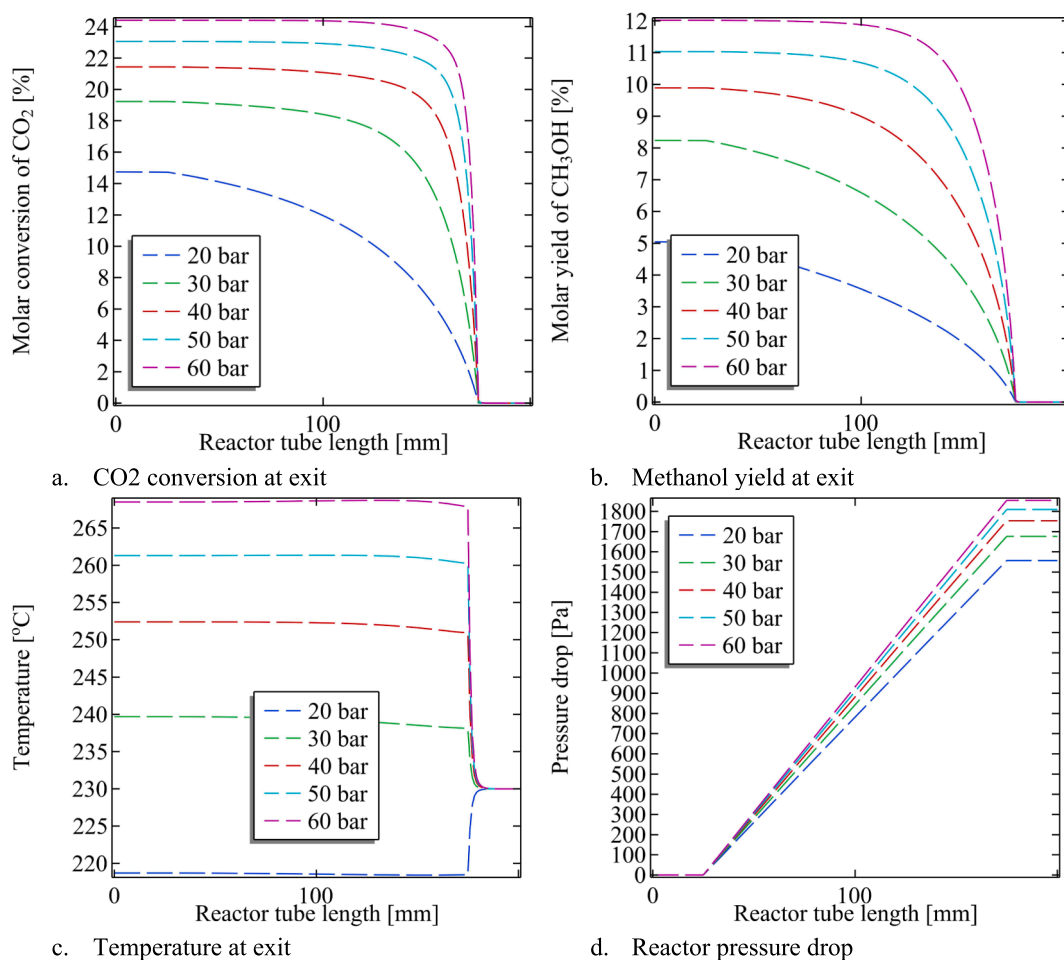 24
22
20
18
16
14
12
10
8
6
4
2
0
Molar conversion of CO₂ [%]
20 bar
30 bar
40 bar
50 bar
60 bar
0
100
Reactor tube length [mm]
a. CO2 conversion at exit
12
11
10
9
8
7
6
5
4
3
2
1
0
Molar yield of CH₃OH [%]
20 bar
30 bar
40 bar
50 bar
60 bar
0
100
Reactor tube length [mm]
b. Methanol yield at exit
265
260
255
250
245
240
235
230
225
220
Temperature [ºC]
20 bar
30 bar
40 bar
50 bar
60 bar
0
100
Reactor tube length [mm]
c. Temperature at exit
1800
1700
1600
1500
1400
1300
1200
1100
1000
900
800
700
600
500
400
300
200
100
0
Pressure drop [Pa]
20 bar
30 bar
40 bar
50 bar
60 bar
0
100
Reactor tube length [mm]
d. Reactor pressure drop